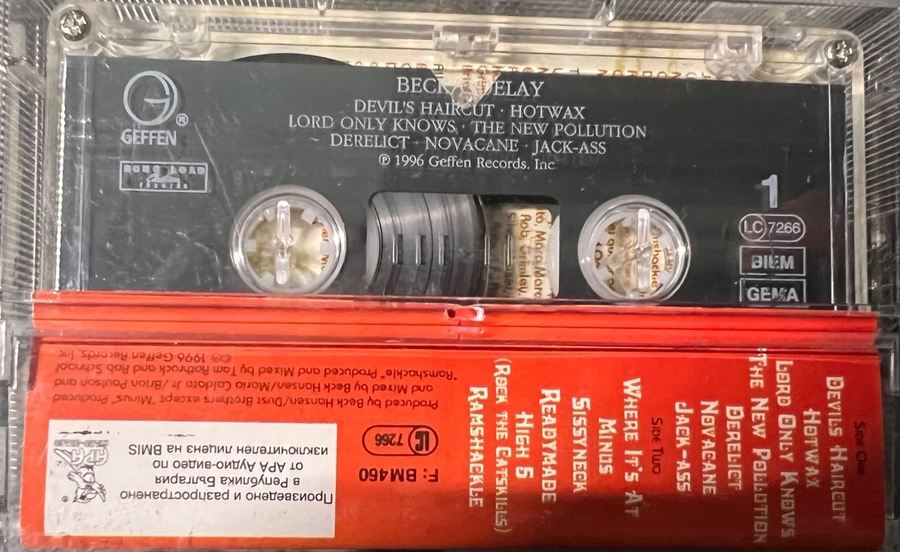 BECK ODELAY
DEVIL'S HAIRCUT · HOTWAX
LORD ONLY KNOWS · THE NEW POLLUTION
DERELICT · NOVACANE · JACK-ASS
℗ 1996 Geffen Records, Inc
GEFFEN ®
BONG LOAD
1
LC 7266
BIEM
GEMA
to, Mara
Rob
SIDE ONE
DEVILS HAIRCUT
HOTWAX
LORD ONLY KNOWS
THE NEW POLLUTION
DERELICT
NOVACANE
JACK-ASS
SIDE TWO
WHERE IT'S AT
MINUS
SISSYNECK
READYMADE
HIGH 5
(ROCK THE CATSKILLS)
RAMSHACKLE
LC 7266
F: BM460
Produced by Beck Hansen/Dust Brothers except "Minus" Produced
and Mixed by Beck Hansen/Mario Caldato Jr./Brian Paulson and
"Ramshackle" Produced and Mixed by Tom Rothrock and Rob Schnapf
℗© 1996 Geffen Records, Inc.
Произведено и разпространено
в Република България
от АРА Аудио-видео по
изключителен лиценз на BMIS